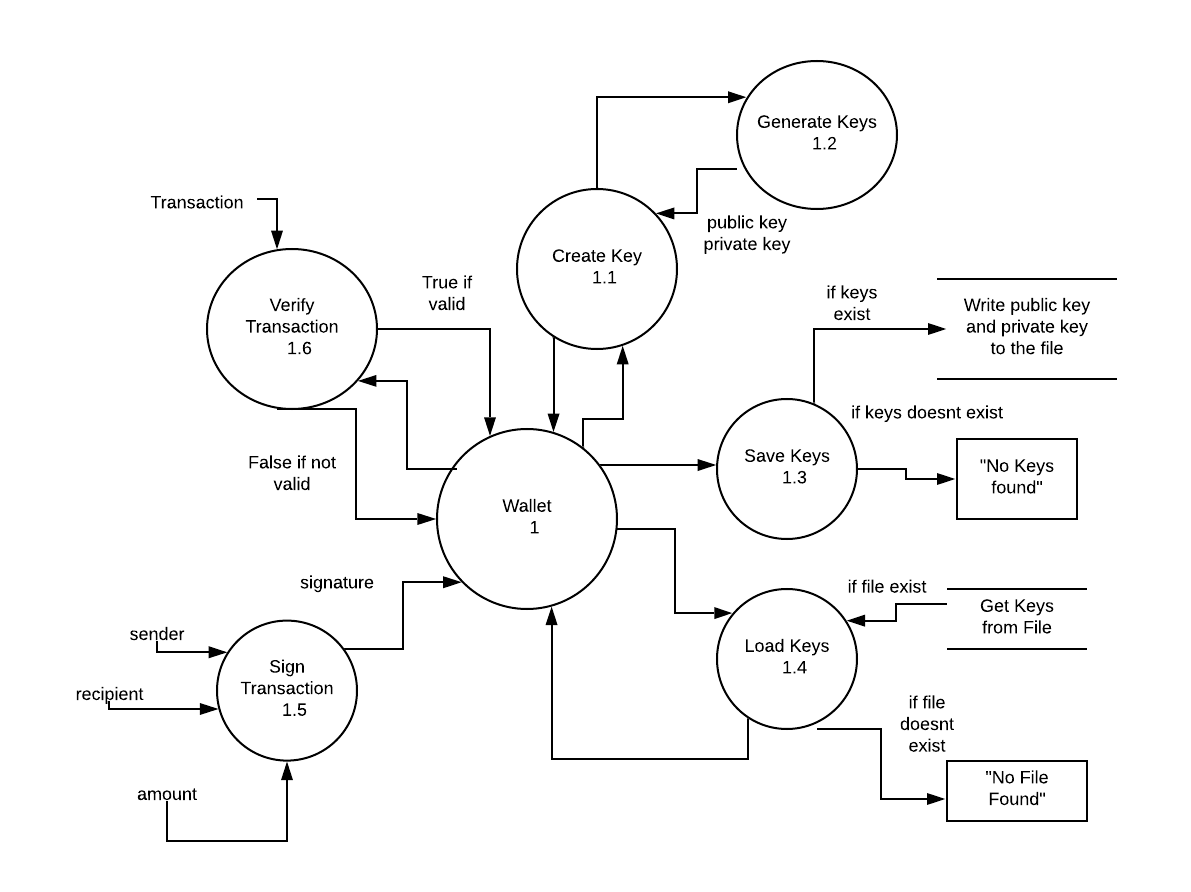 Generate Keys
1.2
public key
private key
Transaction
Create Key
1.1
True if
valid
Verify
Transaction
1.6
if keys
exist
Write public key
and private key
to the file
if keys doesnt exist
False if not
valid
Save Keys
1.3
"No Keys
found"
Wallet
1
signature
if file exist
Get Keys
from File
sender
Load Keys
1.4
Sign
Transaction
1.5
recipient
if file
doesnt
exist
"No File
Found"
amount